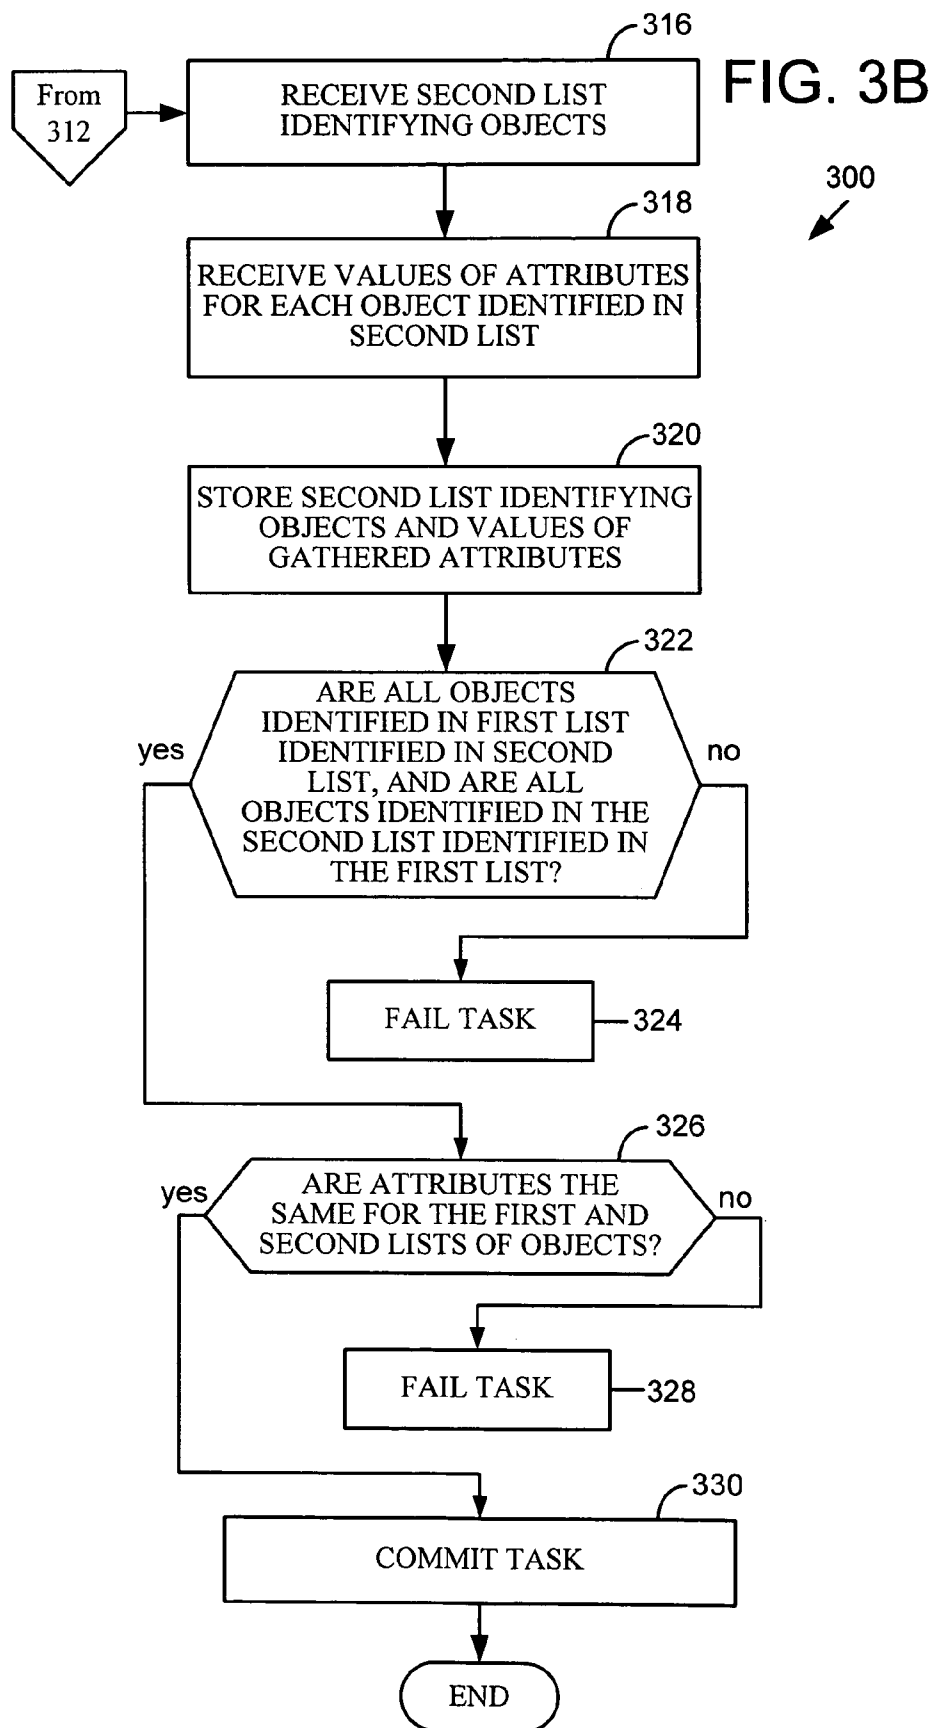 316
FIG. 3B
From
312
RECEIVE SECOND LIST
IDENTIFYING OBJECTS
300
318
RECEIVE VALUES OF ATTRIBUTES
FOR EACH OBJECT IDENTIFIED IN
SECOND LIST
320
STORE SECOND LIST IDENTIFYING
OBJECTS AND VALUES OF
GATHERED ATTRIBUTES
322
ARE ALL OBJECTS
IDENTIFIED IN FIRST LIST
IDENTIFIED IN SECOND
LIST, AND ARE ALL
OBJECTS IDENTIFIED IN THE
SECOND LIST IDENTIFIED IN
THE FIRST LIST?
yes
no
FAIL TASK
324
326
ARE ATTRIBUTES THE
SAME FOR THE FIRST AND
SECOND LISTS OF OBJECTS?
yes
no
FAIL TASK
328
330
COMMIT TASK
END